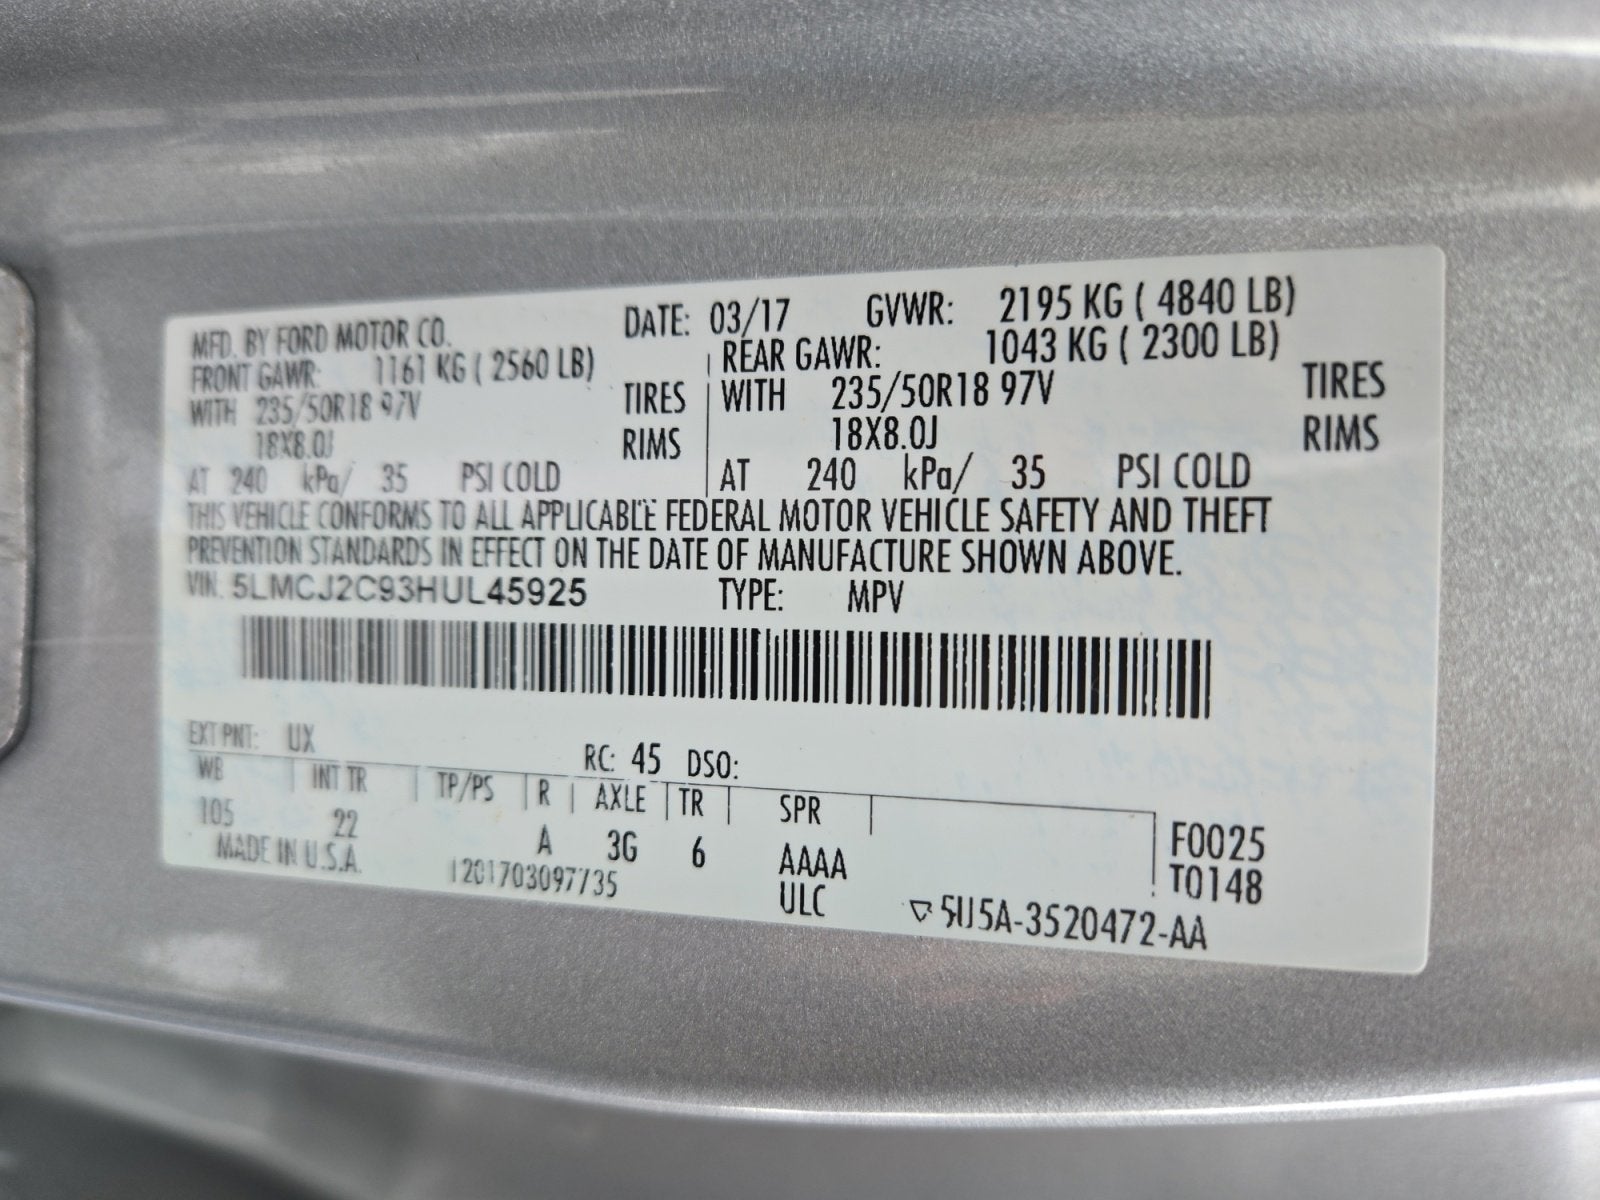 MFD. BY FORD MOTOR CO. DATE: 03/17 GVWR: 2195 KG ( 4840 LB)
FRONT GAWR: 1161 KG ( 2560 LB) REAR GAWR: 1043 KG ( 2300 LB)
WITH 235/50R18 97V TIRES WITH 235/50R18 97V TIRES
18X8.0J RIMS 18X8.0J RIMS
AT 240 kPa/ 35 PSI COLD AT 240 kPa/ 35 PSI COLD
THIS VEHICLE CONFORMS TO ALL APPLICABLE FEDERAL MOTOR VEHICLE SAFETY AND THEFT
PREVENTION STANDARDS IN EFFECT ON THE DATE OF MANUFACTURE SHOWN ABOVE.
VIN: 5LMCJ2C93HUL45925 TYPE: MPV
EXT PNT: UX RC: 45 DSO:
WB INT TR TP/PS R AXLE TR SPR
105 22 A 3G 6 AAAA F0025
MADE IN U.S.A. ULC T0148
5U5A-3520472-AA